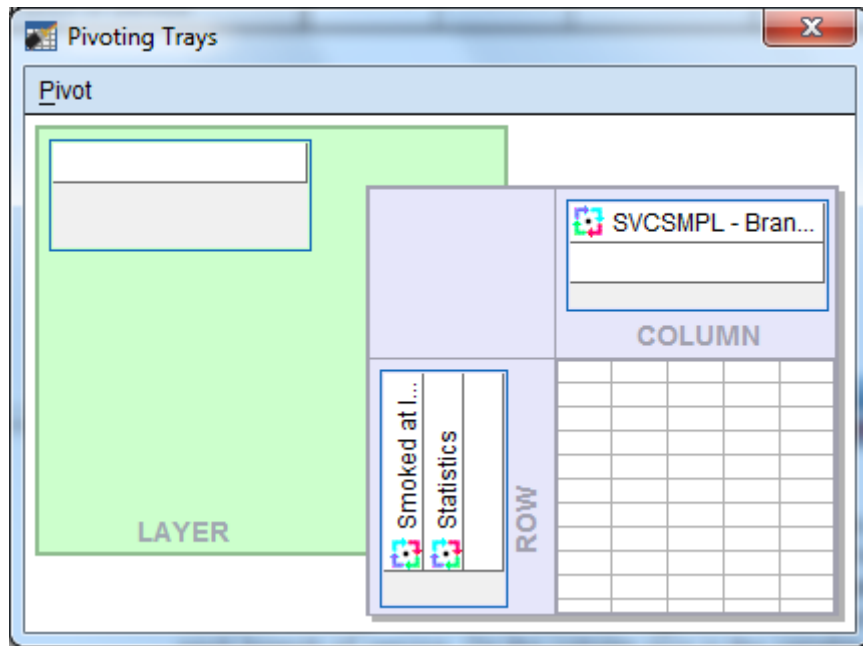 Pivoting Trays
Pivot
SVCSMPL - Bran...
COLUMN
Smoked at l...
Statistics
ROW
LAYER